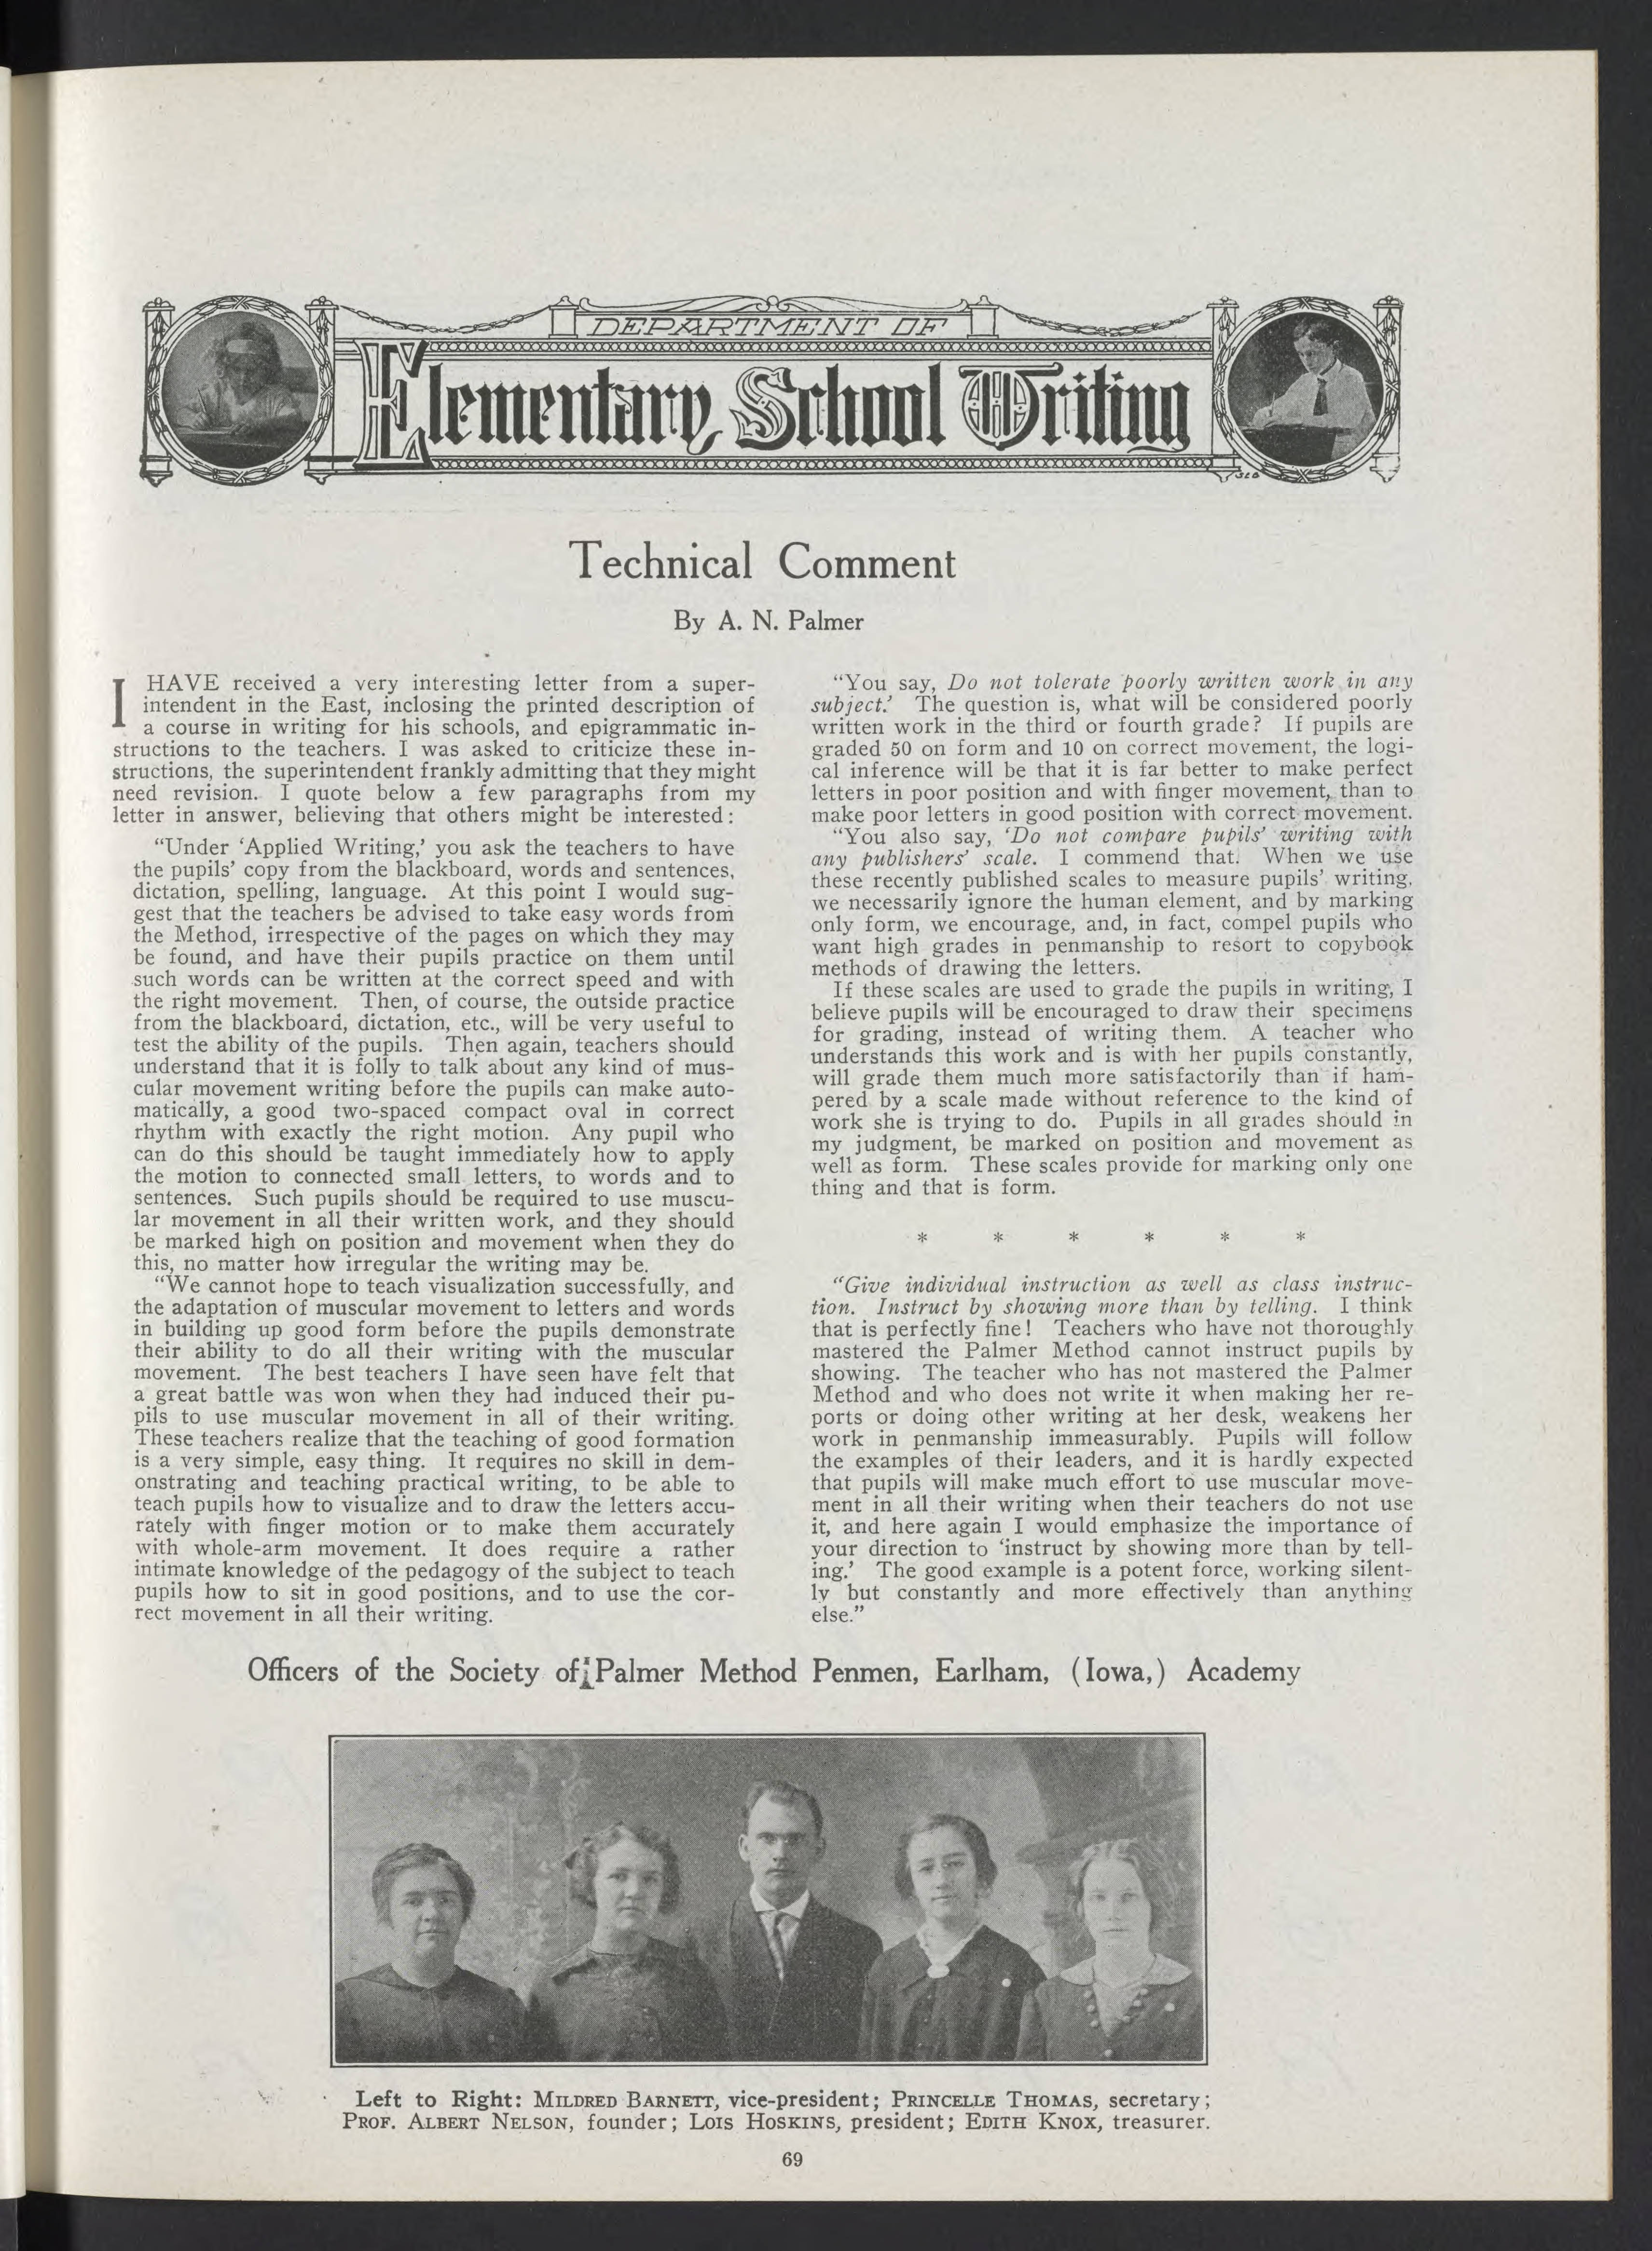 DEPARTMENT OF
Elementary School Writing
SLB
Technical Comment
By A. N. Palmer
I HAVE received a very interesting letter from a super-
intendent in the East, inclosing the printed description of
a course in writing for his schools, and epigrammatic in-
structions to the teachers. I was asked to criticize these in-
structions, the superintendent frankly admitting that they might
need revision. I quote below a few paragraphs from my
letter in answer, believing that others might be interested:
“Under ‘Applied Writing,’ you ask the teachers to have
the pupils’ copy from the blackboard, words and sentences,
dictation, spelling, language. At this point I would sug-
gest that the teachers be advised to take easy words from
the Method, irrespective of the pages on which they may
be found, and have their pupils practice on them until
such words can be written at the correct speed and with
the right movement. Then, of course, the outside practice
from the blackboard, dictation, etc., will be very useful to
test the ability of the pupils. Then again, teachers should
understand that it is folly to talk about any kind of mus-
cular movement writing before the pupils can make auto-
matically, a good two-spaced compact oval in correct
rhythm with exactly the right motion. Any pupil who
can do this should be taught immediately how to apply
the motion to connected small letters, to words and to
sentences. Such pupils should be required to use muscu-
lar movement in all their written work, and they should
be marked high on position and movement when they do
this, no matter how irregular the writing may be.
“We cannot hope to teach visualization successfully, and
the adaptation of muscular movement to letters and words
in building up good form before the pupils demonstrate
their ability to do all their writing with the muscular
movement. The best teachers I have seen have felt that
a great battle was won when they had induced their pu-
pils to use muscular movement in all of their writing.
These teachers realize that the teaching of good formation
is a very simple, easy thing. It requires no skill in dem-
onstrating and teaching practical writing, to be able to
teach pupils how to visualize and to draw the letters accu-
rately with finger motion or to make them accurately
with whole-arm movement. It does require a rather
intimate knowledge of the pedagogy of the subject to teach
pupils how to sit in good positions, and to use the cor-
rect movement in all their writing.
“You say, Do not tolerate poorly written work in any
subject.’ The question is, what will be considered poorly
written work in the third or fourth grade? If pupils are
graded 50 on form and 10 on correct movement, the logi-
cal inference will be that it is far better to make perfect
letters in poor position and with finger movement, than to
make poor letters in good position with correct movement.
“You also say, ‘Do not compare pupils’ writing with
any publishers’ scale. I commend that. When we use
these recently published scales to measure pupils’ writing,
we necessarily ignore the human element, and by marking
only form, we encourage, and, in fact, compel pupils who
want high grades in penmanship to resort to copybook
methods of drawing the letters.
If these scales are used to grade the pupils in writing, I
believe pupils will be encouraged to draw their specimens
for grading, instead of writing them. A teacher who
understands this work and is with her pupils constantly,
will grade them much more satisfactorily than if ham-
pered by a scale made without reference to the kind of
work she is trying to do. Pupils in all grades should in
my judgment, be marked on position and movement as
well as form. These scales provide for marking only one
thing and that is form.
* * * * * *
“Give individual instruction as well as class instruc-
tion. Instruct by showing more than by telling. I think
that is perfectly fine! Teachers who have not thoroughly
mastered the Palmer Method cannot instruct pupils by
showing. The teacher who has not mastered the Palmer
Method and who does not write it when making her re-
ports or doing other writing at her desk, weakens her
work in penmanship immeasurably. Pupils will follow
the examples of their leaders, and it is hardly expected
that pupils will make much effort to use muscular move-
ment in all their writing when their teachers do not use
it, and here again I would emphasize the importance of
your direction to ‘instruct by showing more than by tell-
ing.’ The good example is a potent force, working silent-
ly but constantly and more effectively than anything
else.”
Officers of the Society of Palmer Method Penmen, Earlham, (Iowa,) Academy
Left to Right: MILDRED BARNETT, vice-president; PRINCELLE THOMAS, secretary;
PROF. ALBERT NELSON, founder; LOIS HOSKINS, president; EDITH KNOX, treasurer.
69